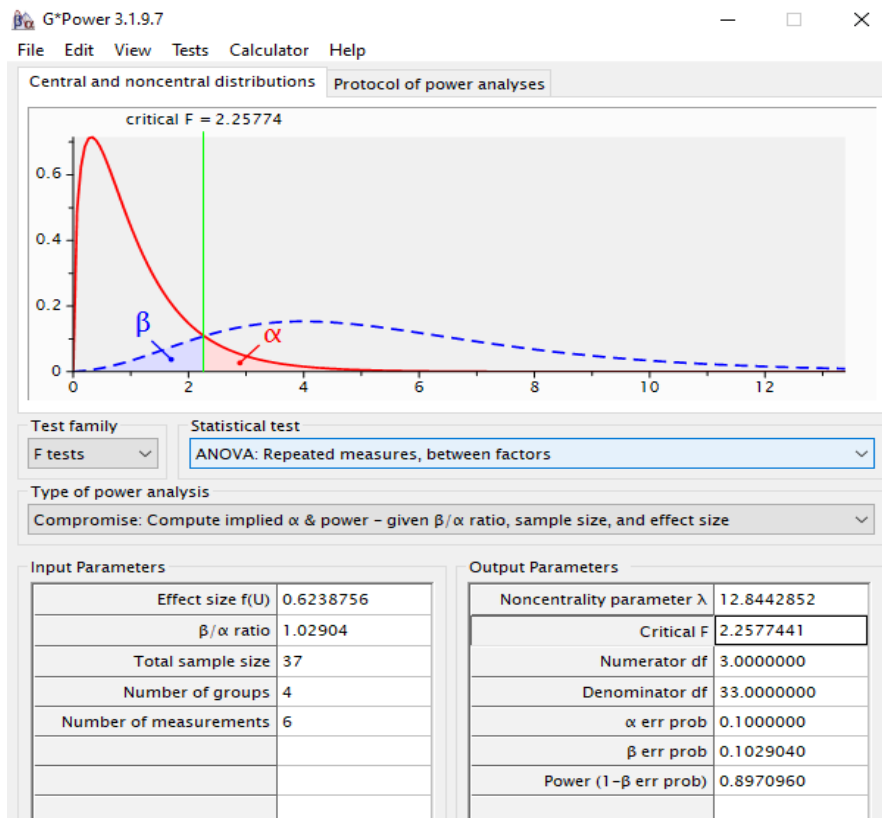 G*Power 3.1.9.7
File Edit View Tests Calculator Help
Central and noncentral distributions Protocol of power analyses
critical F = 2.25774
0.6
0.4
0.2
0
β
α
0 2 4 6 8 10 12
Test family Statistical test
F tests ANOVA: Repeated measures, between factors
Type of power analysis
Compromise: Compute implied α & power – given β/α ratio, sample size, and effect size
Input Parameters Output Parameters
Effect size f(U) 0.6238756 Noncentrality parameter λ 12.8442852
β/α ratio 1.02904 Critical F 2.2577441
Total sample size 37 Numerator df 3.0000000
Number of groups 4 Denominator df 33.0000000
Number of measurements 6 α err prob 0.1000000
β err prob 0.1029040
Power (1-β err prob) 0.8970960